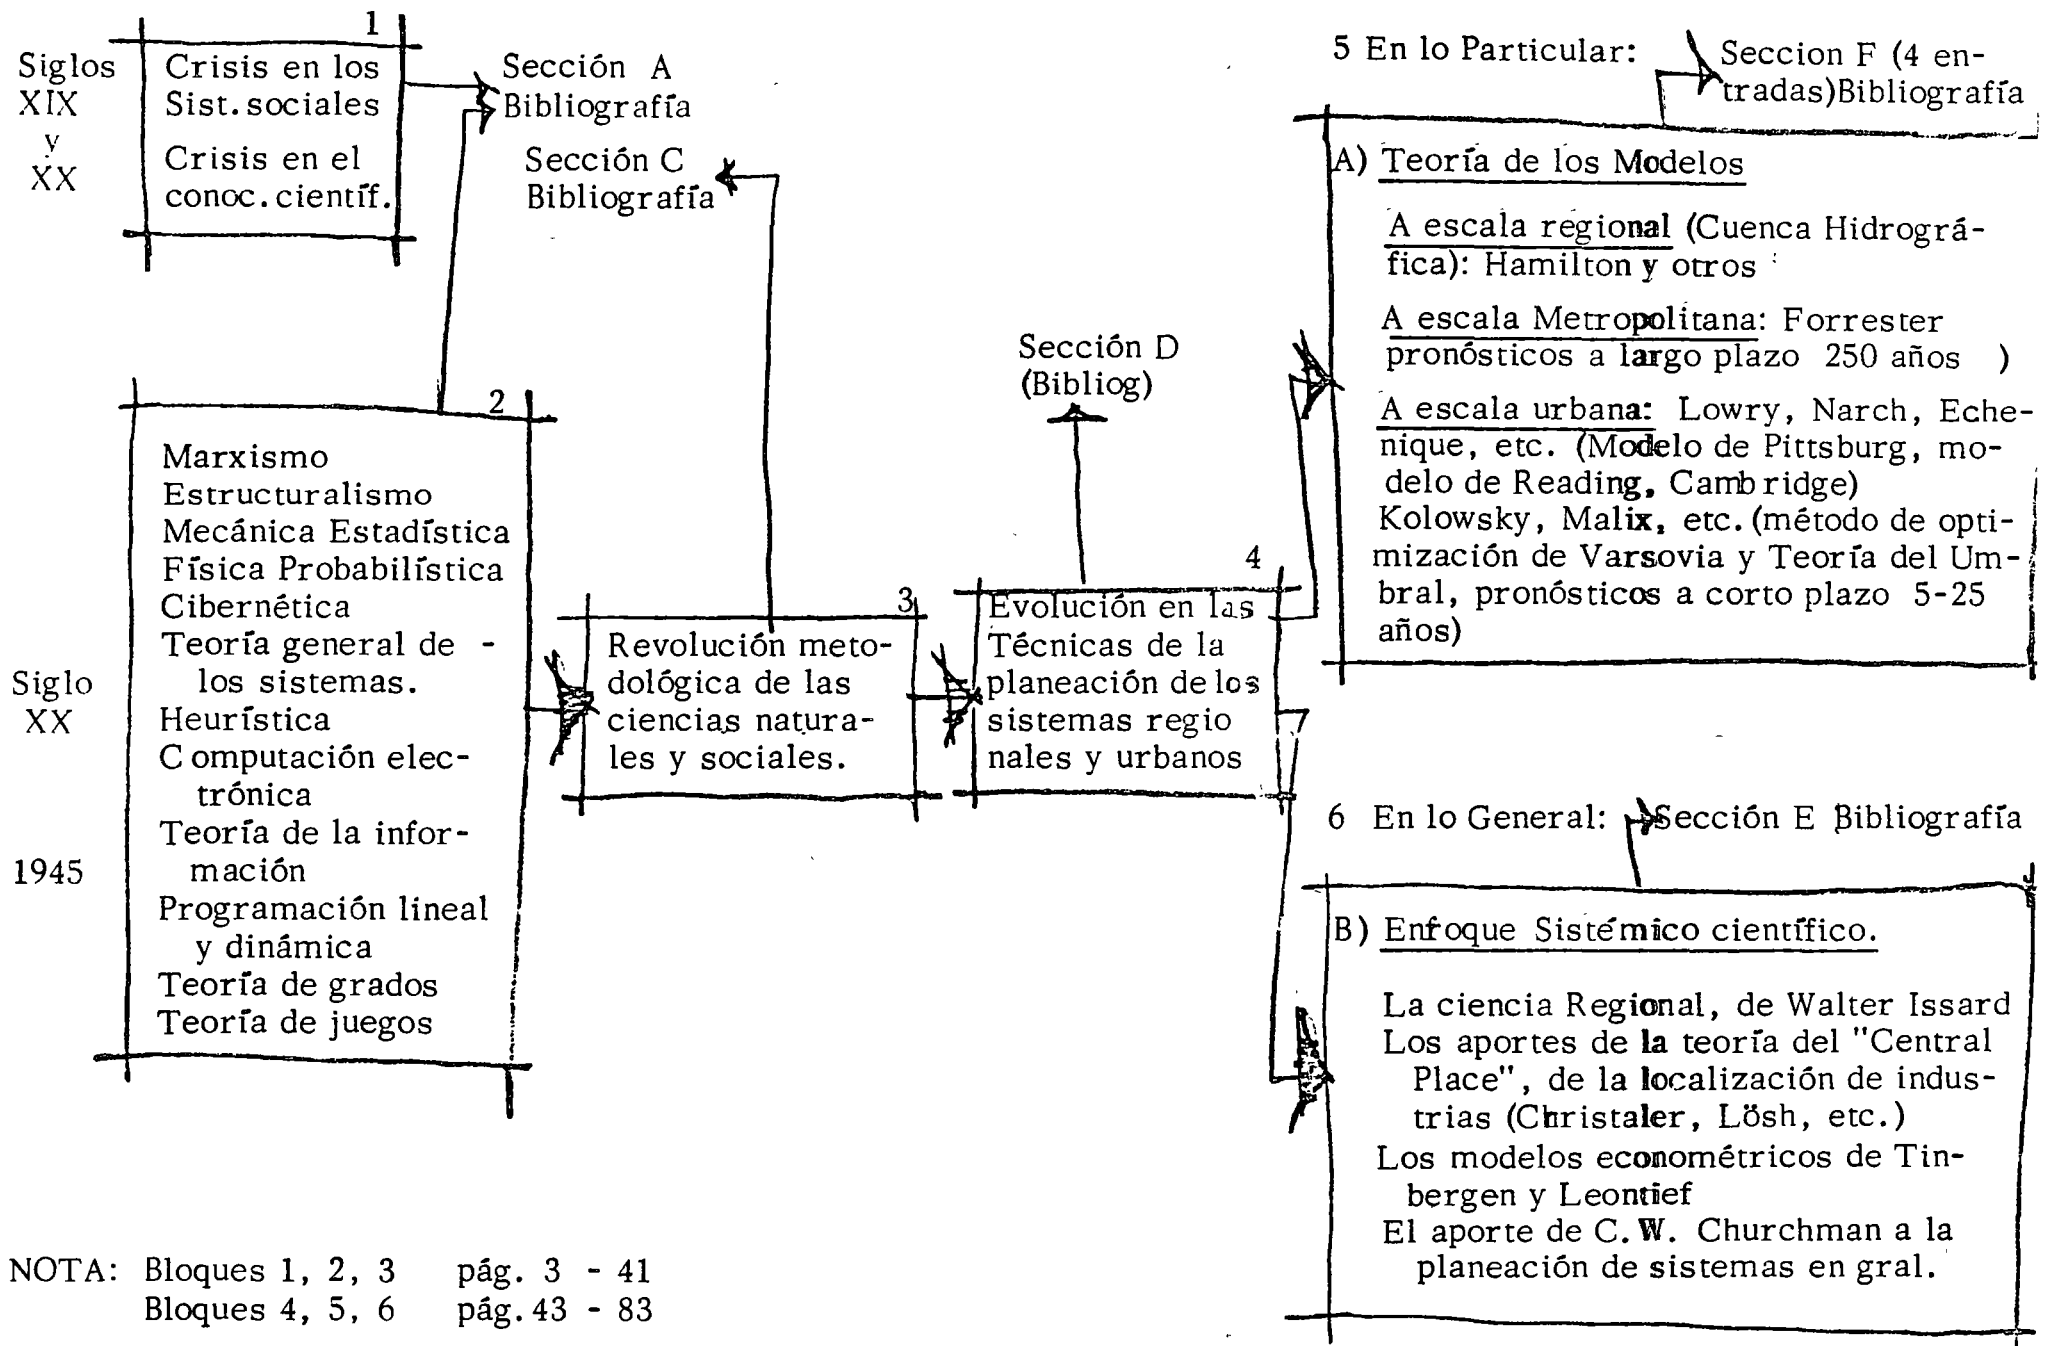 1
Siglos
XIX
y
XX
Crisis en los
Sist. sociales
Crisis en el
conoc. científ.
Sección A
Bibliografía
Sección C
Bibliografía
2
Marxismo
Estructuralismo
Mecánica Estadística
Física Probabilística
Cibernética
Teoría general de -
los sistemas.
Heurística
Computación elec-
trónica
Teoría de la infor-
mación
Programación lineal
y dinámica
Teoría de grados
Teoría de juegos
Siglo
XX
1945
3
Revolución meto-
dológica de las
ciencias natura-
les y sociales.
Sección D
(Bibliog)
4
Evolución en las
Técnicas de la
planeación de los
sistemas regio
nales y urbanos
5 En lo Particular:
Seccion F (4 en-
tradas)Bibliografía
A) Teoría de los Modelos
A escala regional (Cuenca Hidrográ-
fica): Hamilton y otros
A escala Metropolitana: Forrester
pronósticos a largo plazo 250 años )
A escala urbana: Lowry, Narch, Eche-
nique, etc. (Modelo de Pittsburg, mo-
delo de Reading, Cambridge)
Kolowsky, Malix, etc. (método de opti-
mización de Varsovia y Teoría del Um-
bral, pronósticos a corto plazo 5-25
años)
6 En lo General:
Sección E Bibliografía
B) Enfoque Sistémico científico.
La ciencia Regional, de Walter Issard
Los aportes de la teoría del "Central
Place", de la localización de indus-
trias (Christaler, Lösh, etc.)
Los modelos econométricos de Tin-
bergen y Leontief
El aporte de C. W. Churchman a la
planeación de sistemas en gral.
NOTA: Bloques 1, 2, 3 pág. 3 - 41
Bloques 4, 5, 6 pág. 43 - 83